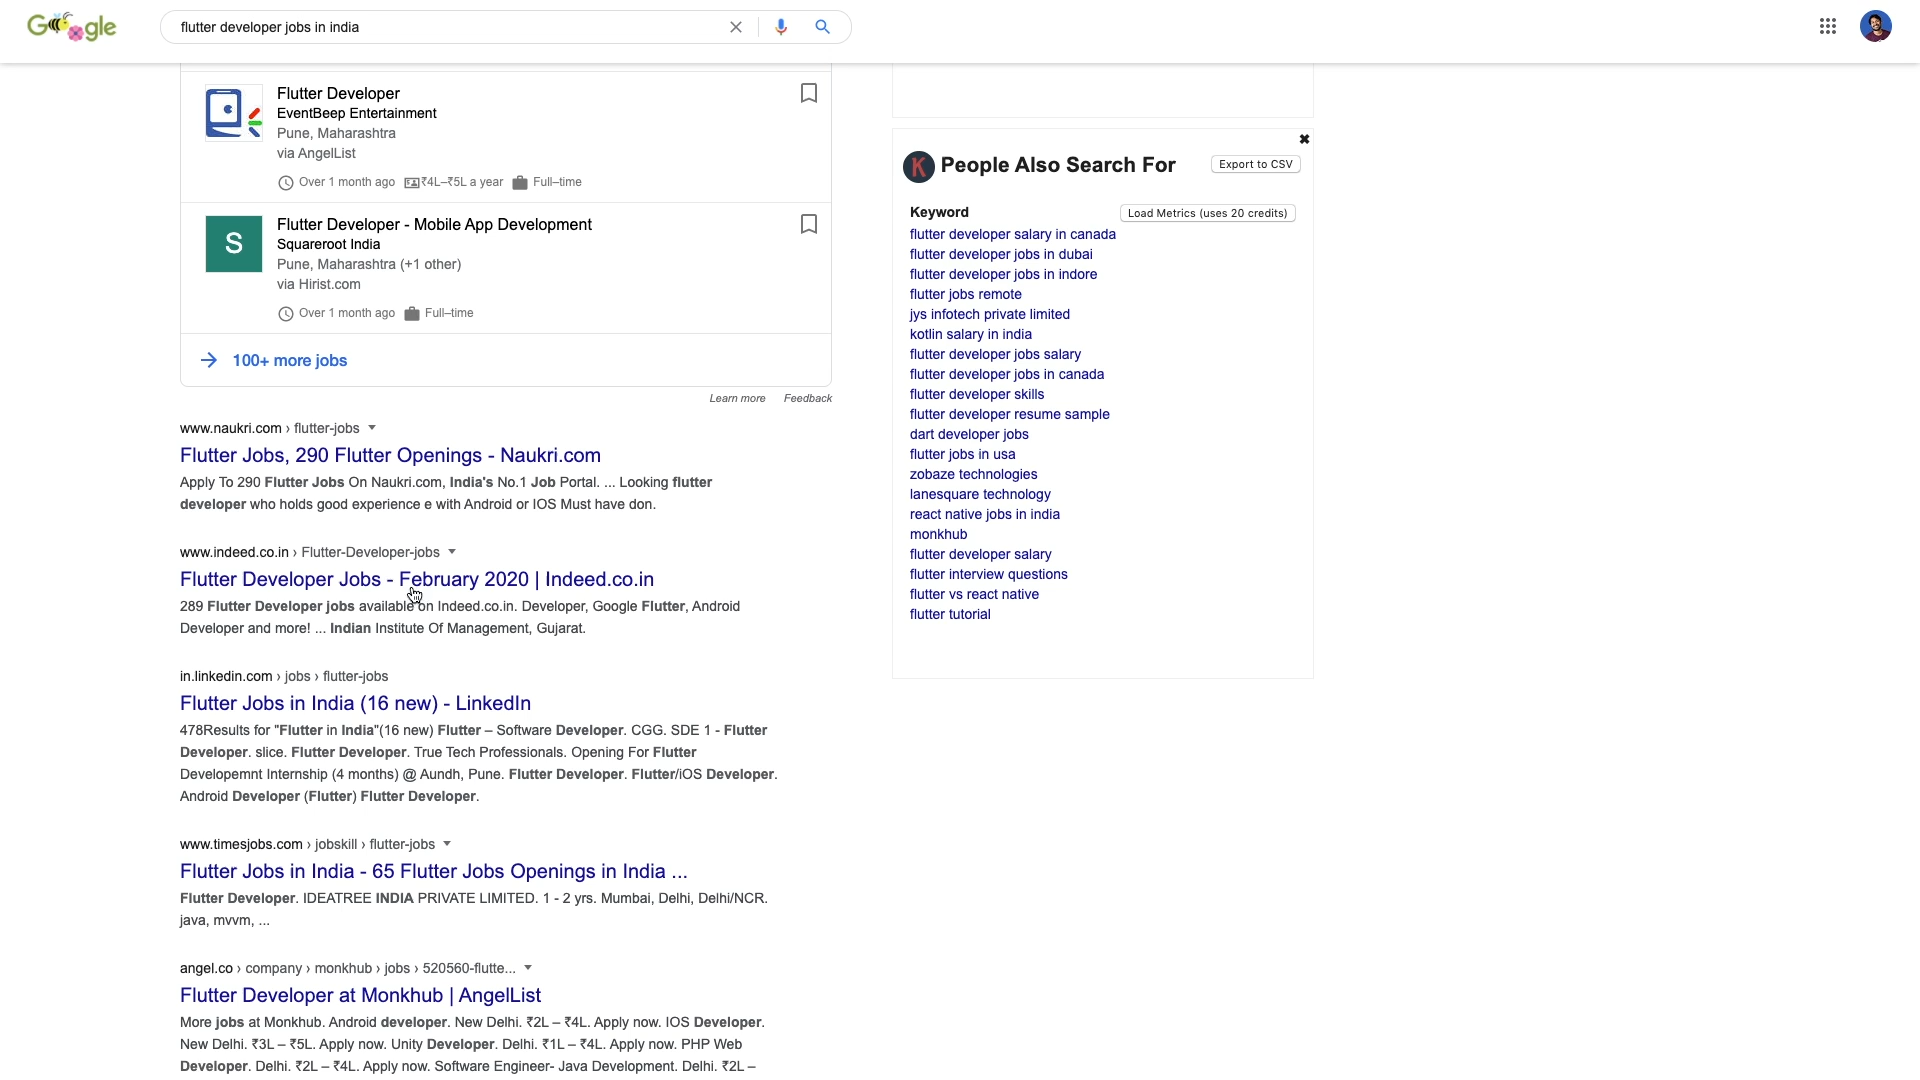 Google
flutter developer jobs in india
Flutter Developer
EventBeep Entertainment
Pune, Maharashtra
via AngelList
Over 1 month ago ₹4L–₹5L a year Full–time
S
Flutter Developer - Mobile App Development
Squareroot India
Pune, Maharashtra (+1 other)
via Hirist.com
Over 1 month ago Full–time
100+ more jobs
Learn more Feedback
www.naukri.com › flutter-jobs
Flutter Jobs, 290 Flutter Openings - Naukri.com
Apply To 290 Flutter Jobs On Naukri.com, India's No.1 Job Portal. ... Looking flutter
developer who holds good experience e with Android or IOS Must have don.
www.indeed.co.in › Flutter-Developer-jobs
Flutter Developer Jobs - February 2020 | Indeed.co.in
289 Flutter Developer jobs available on Indeed.co.in. Developer, Google Flutter, Android
Developer and more! ... Indian Institute Of Management, Gujarat.
in.linkedin.com › jobs › flutter-jobs
Flutter Jobs in India (16 new) - LinkedIn
478Results for "Flutter in India"(16 new) Flutter – Software Developer. CGG. SDE 1 - Flutter
Developer. slice. Flutter Developer. True Tech Professionals. Opening For Flutter
Developemnt Internship (4 months) @ Aundh, Pune. Flutter Developer. Flutter/iOS Developer.
Android Developer (Flutter) Flutter Developer.
www.timesjobs.com › jobskill › flutter-jobs
Flutter Jobs in India - 65 Flutter Jobs Openings in India ...
Flutter Developer. IDEATREE INDIA PRIVATE LIMITED. 1 - 2 yrs. Mumbai, Delhi, Delhi/NCR.
java, mvvm, ...
angel.co › company › monkhub › jobs › 520560-flutte...
Flutter Developer at Monkhub | AngelList
More jobs at Monkhub. Android developer. New Delhi. ₹2L – ₹4L. Apply now. IOS Developer.
New Delhi. ₹3L – ₹5L. Apply now. Unity Developer. Delhi. ₹1L – ₹4L. Apply now. PHP Web
Developer. Delhi. ₹2L – ₹4L. Apply now. Software Engineer- Java Development. Delhi. ₹2L –
K People Also Search For
Export to CSV
Keyword
Load Metrics (uses 20 credits)
flutter developer salary in canada
flutter developer jobs in dubai
flutter developer jobs in indore
flutter jobs remote
jys infotech private limited
kotlin salary in india
flutter developer jobs salary
flutter developer jobs in canada
flutter developer skills
flutter developer resume sample
dart developer jobs
flutter jobs in usa
zobaze technologies
lanesquare technology
react native jobs in india
monkhub
flutter developer salary
flutter interview questions
flutter vs react native
flutter tutorial